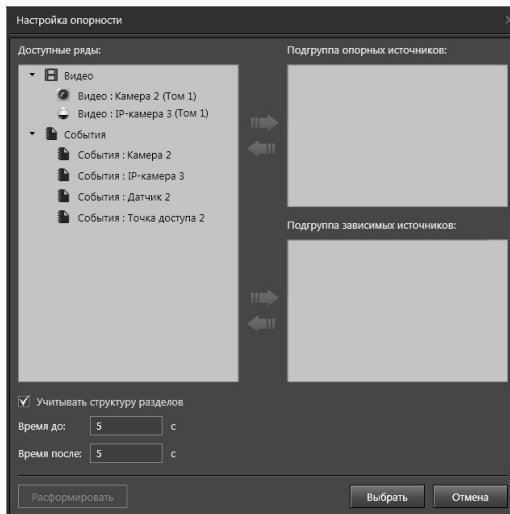 Настройка опорности
Доступные ряды:
Подгруппа опорных источников:
Видео
Видео : Камера 2 (Том 1)
Видео : IP-камера 3 (Том 1)
События
События : Камера 2
События : IP-камера 3
События : Датчик 2
События : Точка доступа 2
Подгруппа зависимых источников:
Учитывать структуру разделов
Время до: 5 с
Время после: 5 с
Расформировать
Выбрать
Отмена